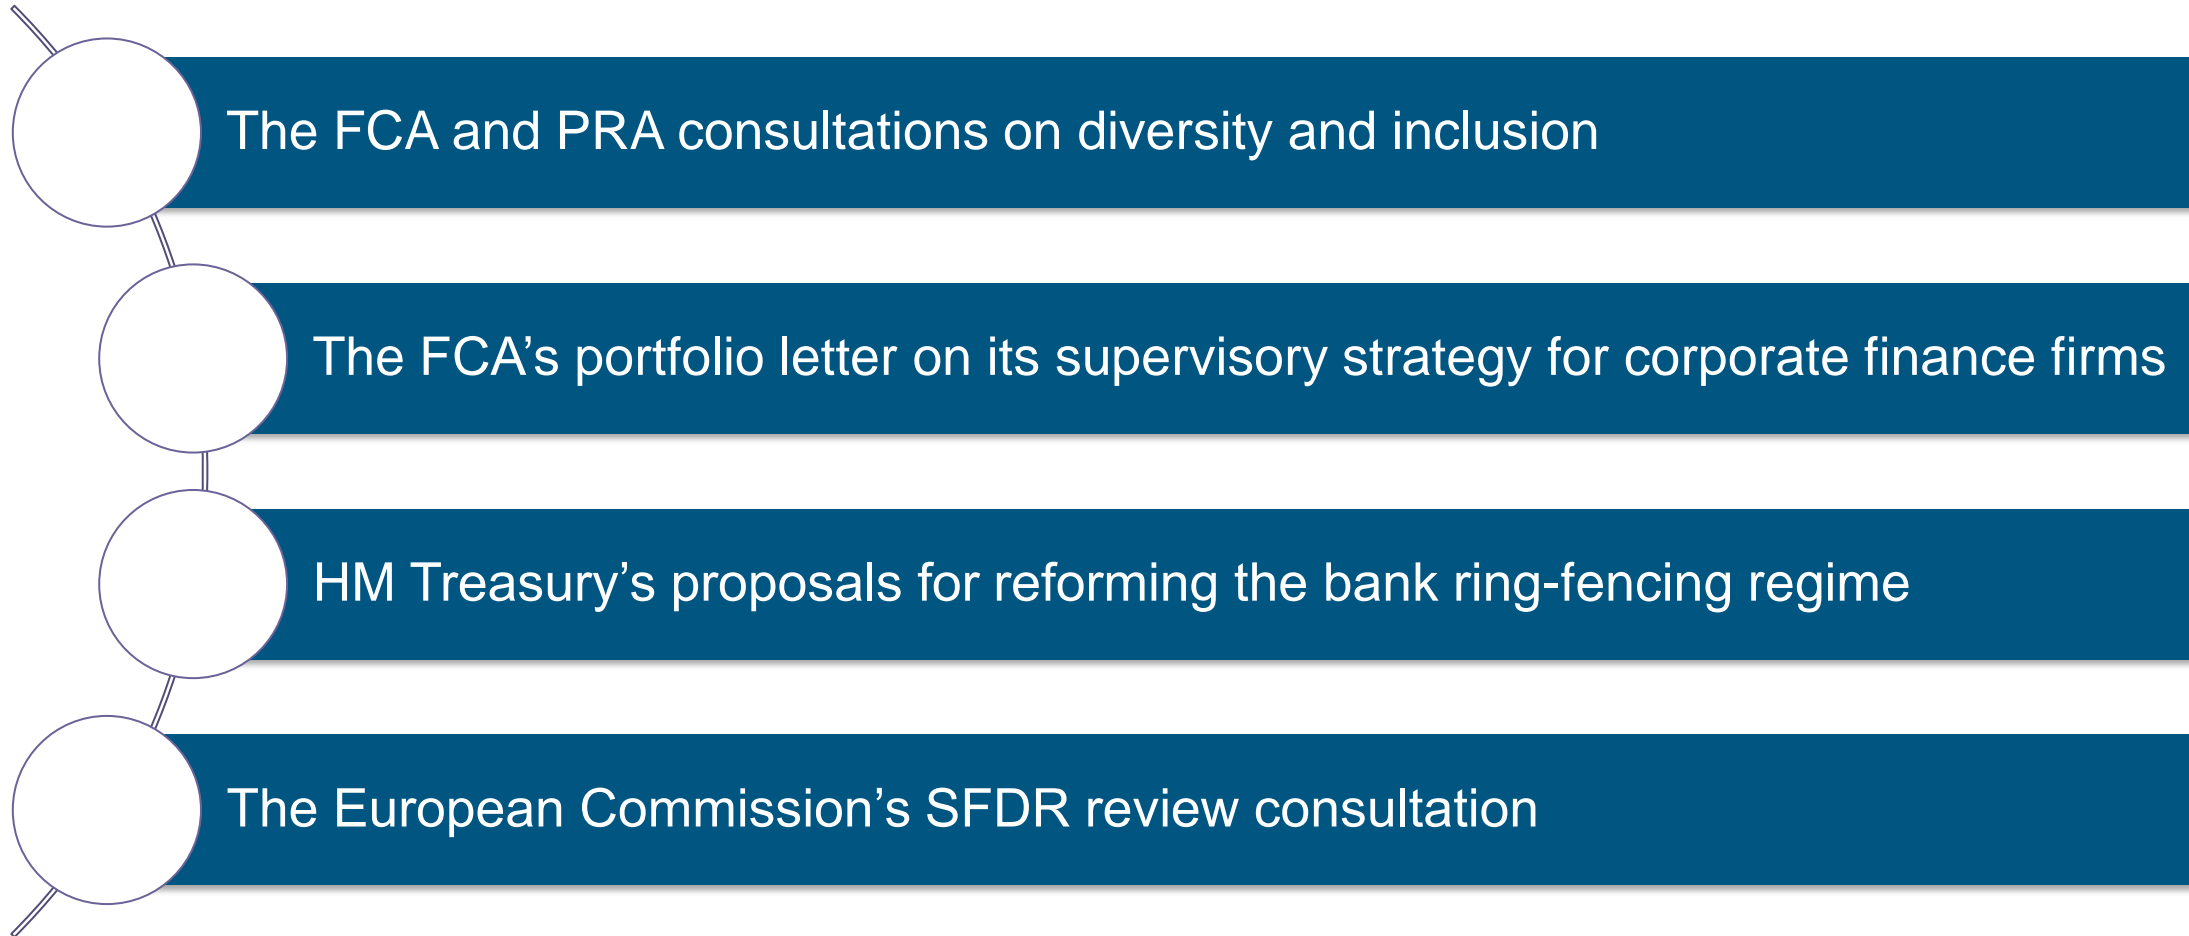 The FCA and PRA consultations on diversity and inclusion
The FCA’s portfolio letter on its supervisory strategy for corporate finance firms
HM Treasury’s proposals for reforming the bank ring-fencing regime
The European Commission’s SFDR review consultation